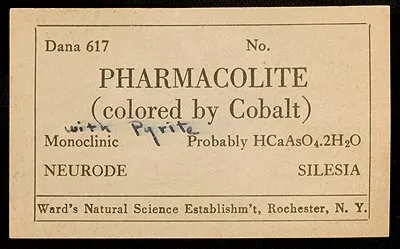 Dana 617 No.
PHARMACOLITE
(colored by Cobalt)
with Pyrite
Monoclinic Probably HCaAsO₄.2H₂O
NEURODE SILESIA
Ward's Natural Science Establishm't, Rochester, N. Y.